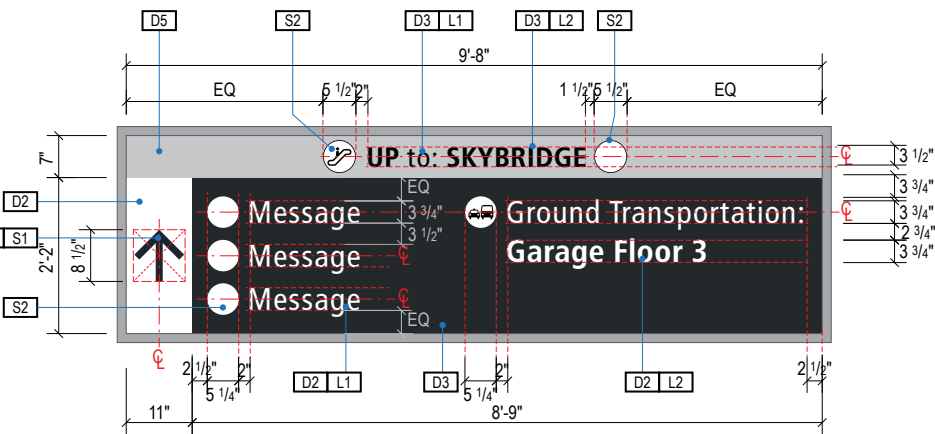 D5 S2 D3 L1 D3 L2 S2
9'-8"
EQ 5 1/2" 2" 1 1/2" 5 1/2" EQ
7" UP to: SKYBRIDGE ℄ 3 1/2"
EQ 3 3/4"
D2 Message 3 3/4" Ground Transportation: ℄ 3 3/4"
S1 3 1/2" 2 3/4"
2'-2" 8 1/2" Message ℄ Garage Floor 3 3 3/4"
S2 Message ℄
EQ
℄ 2 1/2" 2" D2 L1 D3 2" D2 L2 2 1/2"
5 1/4" 5 1/4"
11" 8'-9"